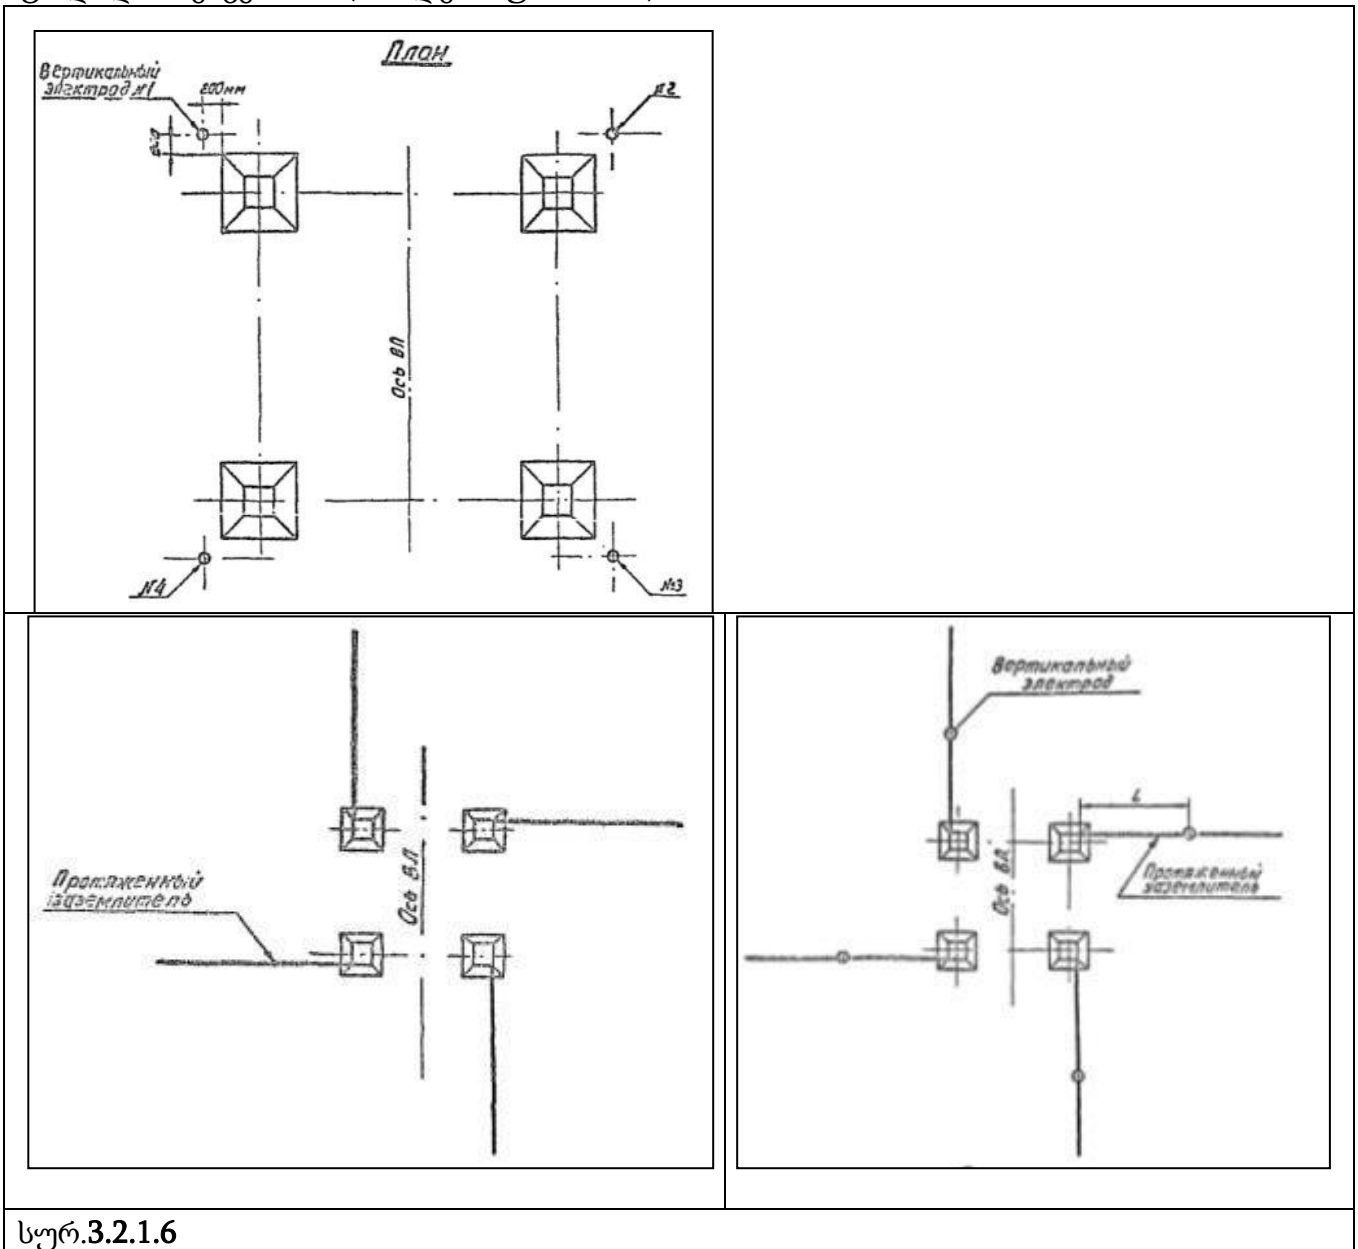 План
Вертикальный
электрод №1
200мм
№2
Ось ВЛ
№4
№3
Протяженный
заземлитель
Ось ВЛ
Вертикальный
электрод
L
Протяженный
заземлитель
Ось ВЛ
სურ.3.2.1.6